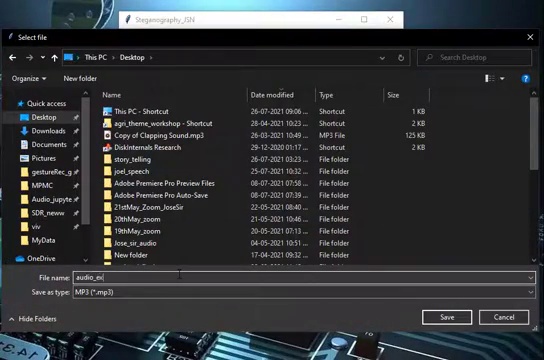 Steganography_JSN
Select file
This PC > Desktop >
Search Desktop
Organize
New folder
Name
Date modified
Type
Size
Quick access
Desktop
Downloads
Documents
Pictures
gestureRec_g
MPMC
Audio_jupyte
SDR_neww
viv
MyData
OneDrive
This PC - Shortcut 26-07-2021 09:06 ... Shortcut 1 KB
agri_theme_workshop - Shortcut 28-04-2021 10:23 ... Shortcut 2 KB
Copy of Clapping Sound.mp3 26-03-2021 10:49 ... MP3 File 125 KB
DiskInternals Research 29-12-2020 01:17 ... Shortcut 2 KB
story_telling 26-07-2021 03:23 ... File folder
joel_speech 25-07-2021 10:32 ... File folder
Adobe Premiere Pro Preview Files 08-07-2021 07:58 ... File folder
Adobe Premiere Pro Auto-Save 08-07-2021 07:39 ... File folder
21stMay_Zoom_JoseSir 22-05-2021 08:40 ... File folder
20thMay_zoom 21-05-2021 10:46 ... File folder
19thMay_zoom 20-05-2021 07:13 ... File folder
Jose_sir_audio 04-05-2021 10:51 ... File folder
New folder 17-04-2021 09:32 ... File folder
File name: audio_ex
Save as type: MP3 (*.mp3)
Hide Folders
Save
Cancel